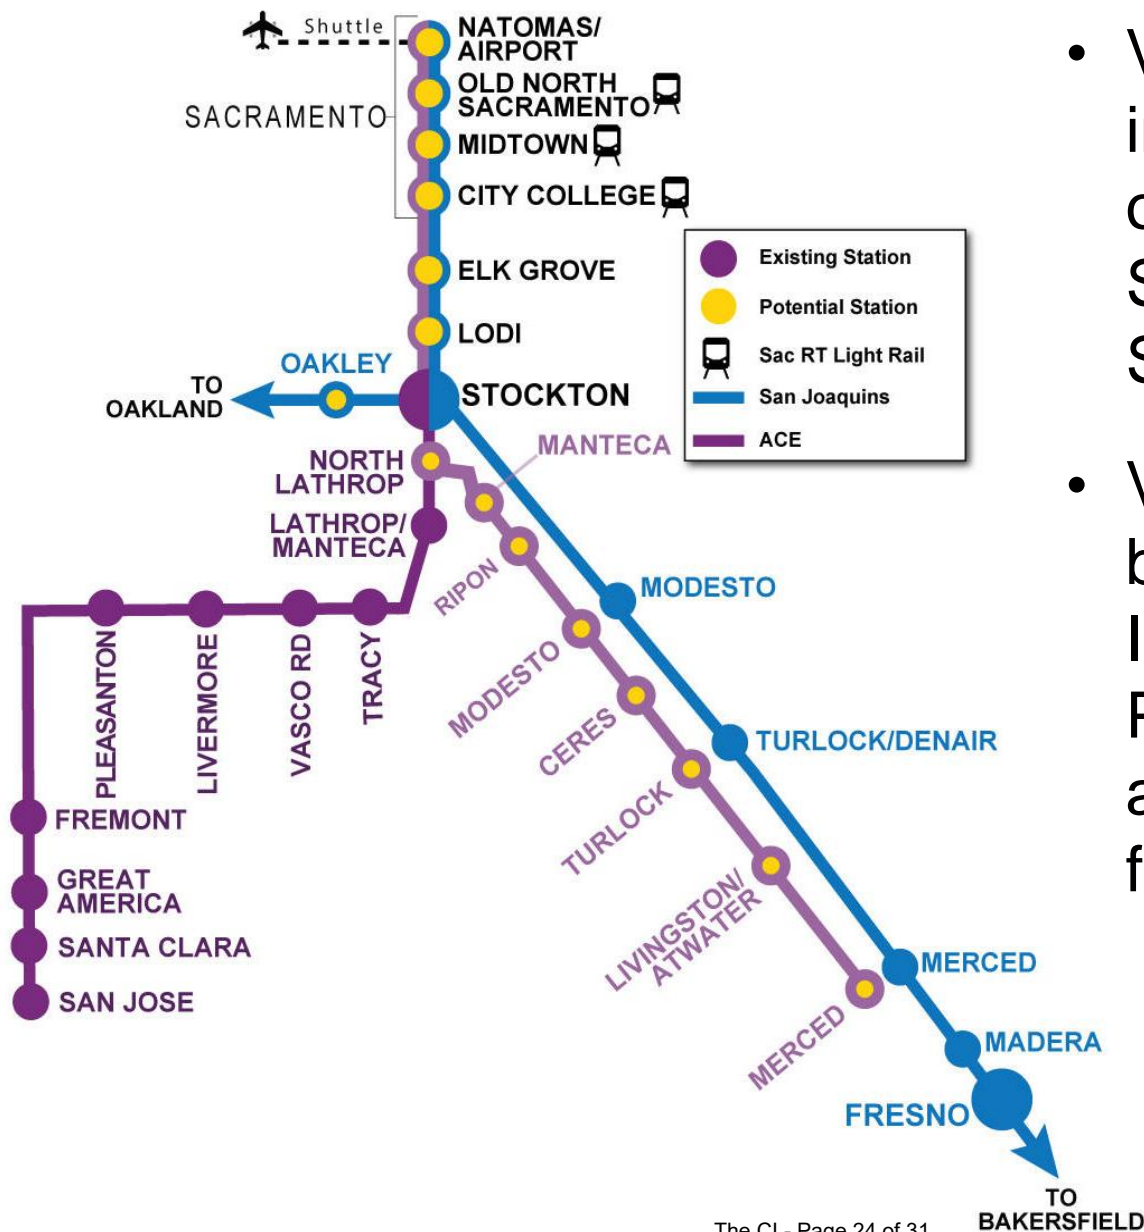 Shuttle
NATOMAS/
AIRPORT
OLD NORTH
SACRAMENTO
SACRAMENTO
MIDTOWN
CITY COLLEGE
ELK GROVE
LODI
Existing Station
Potential Station
Sac RT Light Rail
San Joaquins
ACE
OAKLEY
TO
OAKLAND
STOCKTON
MANTECA
NORTH
LATHROP
LATHROP/
MANTECA
RIPON
MODESTO
MODESTO
PLEASANTON
LIVERMORE
VASCO RD
TRACY
CERES
TURLOCK/DENAIR
TURLOCK
FREMONT
GREAT
AMERICA
SANTA CLARA
SAN JOSE
LIVINGSTON/
ATWATER
MERCED
MERCED
MADERA
FRESNO
TO
BAKERSFIELD